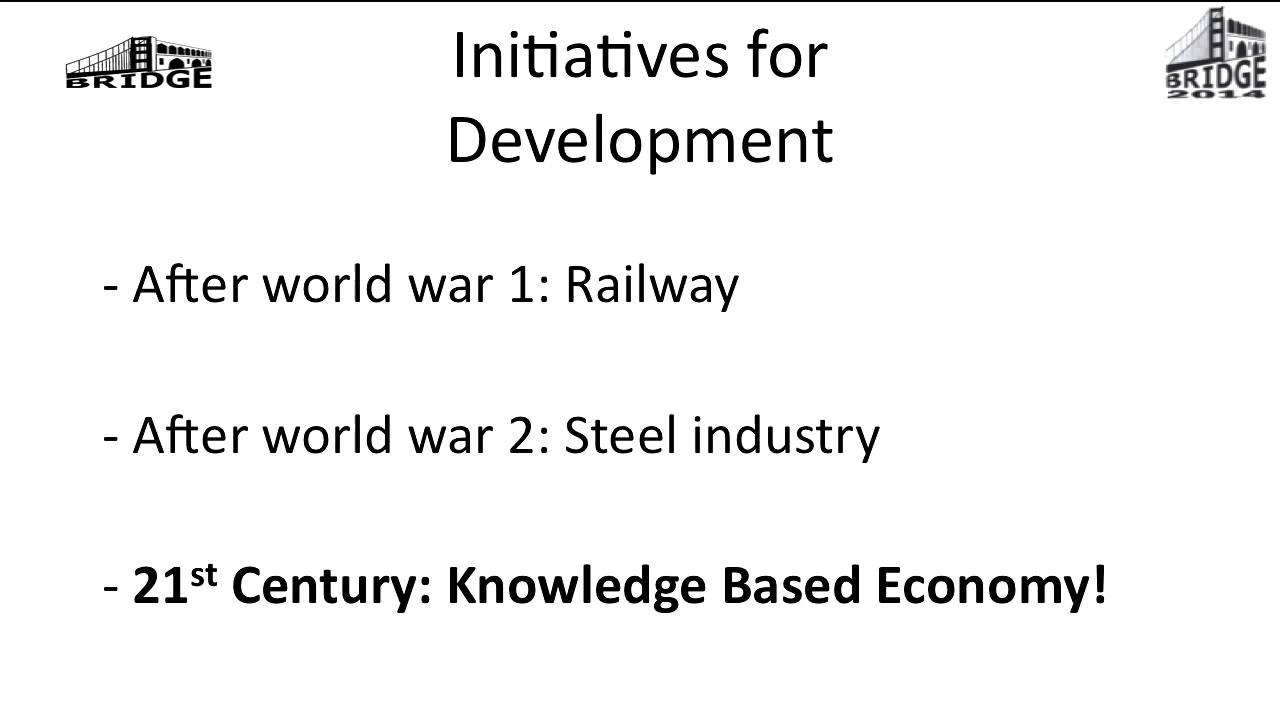 BRIDGE
Initiatives for
Development
BRIDGE
2014
- After world war 1: Railway
- After world war 2: Steel industry
- 21st Century: Knowledge Based Economy!